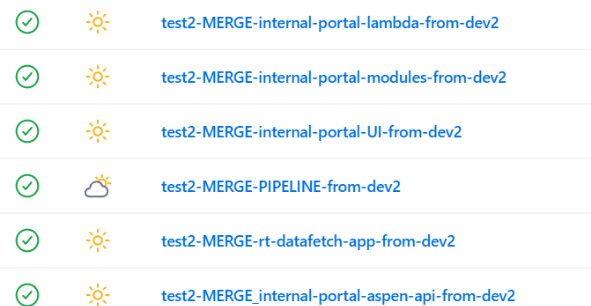 test2-MERGE-internal-portal-lambda-from-dev2
test2-MERGE-internal-portal-modules-from-dev2
test2-MERGE-internal-portal-UI-from-dev2
test2-MERGE-PIPELINE-from-dev2
test2-MERGE-rt-datafetch-app-from-dev2
test2-MERGE_internal-portal-aspen-api-from-dev2